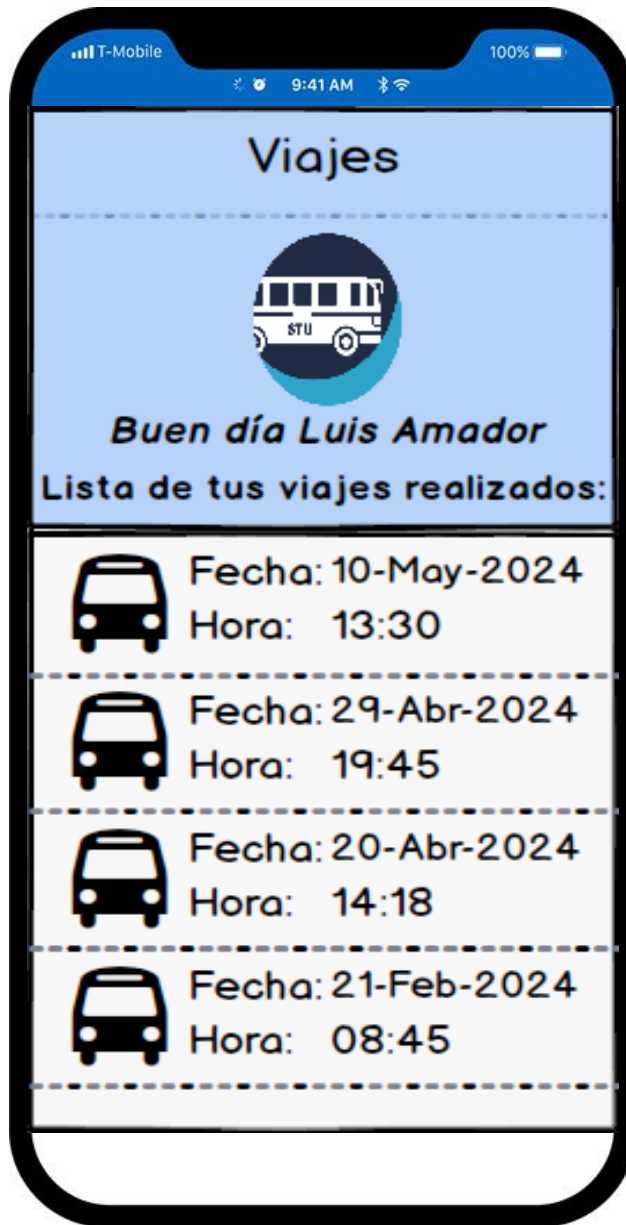 T-Mobile 100%
9:41 AM
Viajes
STU
Buen día Luis Amador
Lista de tus viajes realizados:
Fecha: 10-May-2024
Hora: 13:30
Fecha: 29-Abr-2024
Hora: 19:45
Fecha: 20-Abr-2024
Hora: 14:18
Fecha: 21-Feb-2024
Hora: 08:45